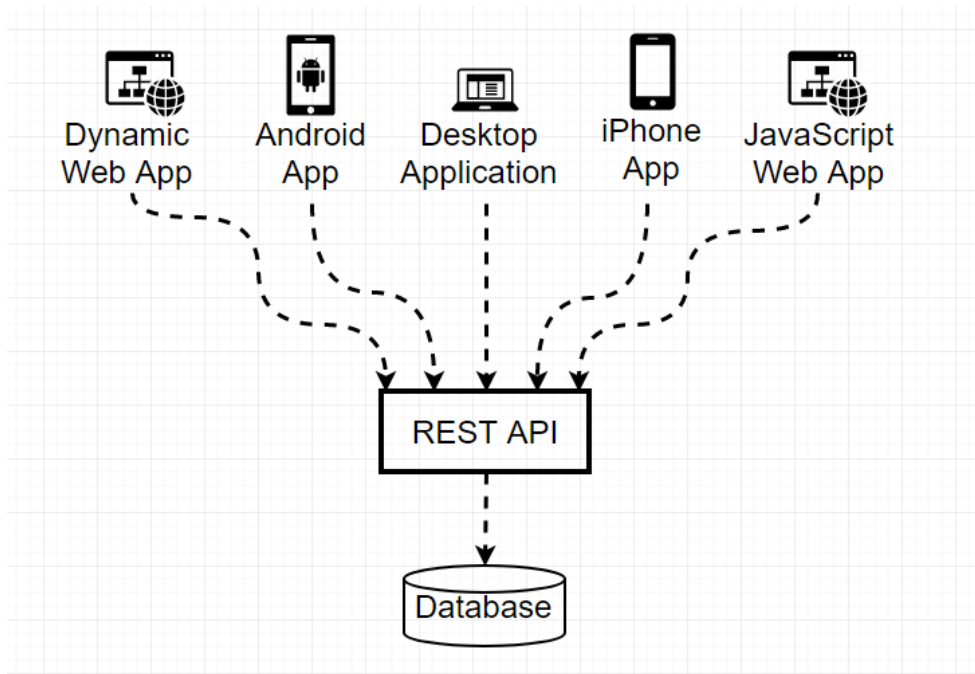 Dynamic
Web App
Android
App
Desktop
Application
iPhone
App
JavaScript
Web App
REST API
Database